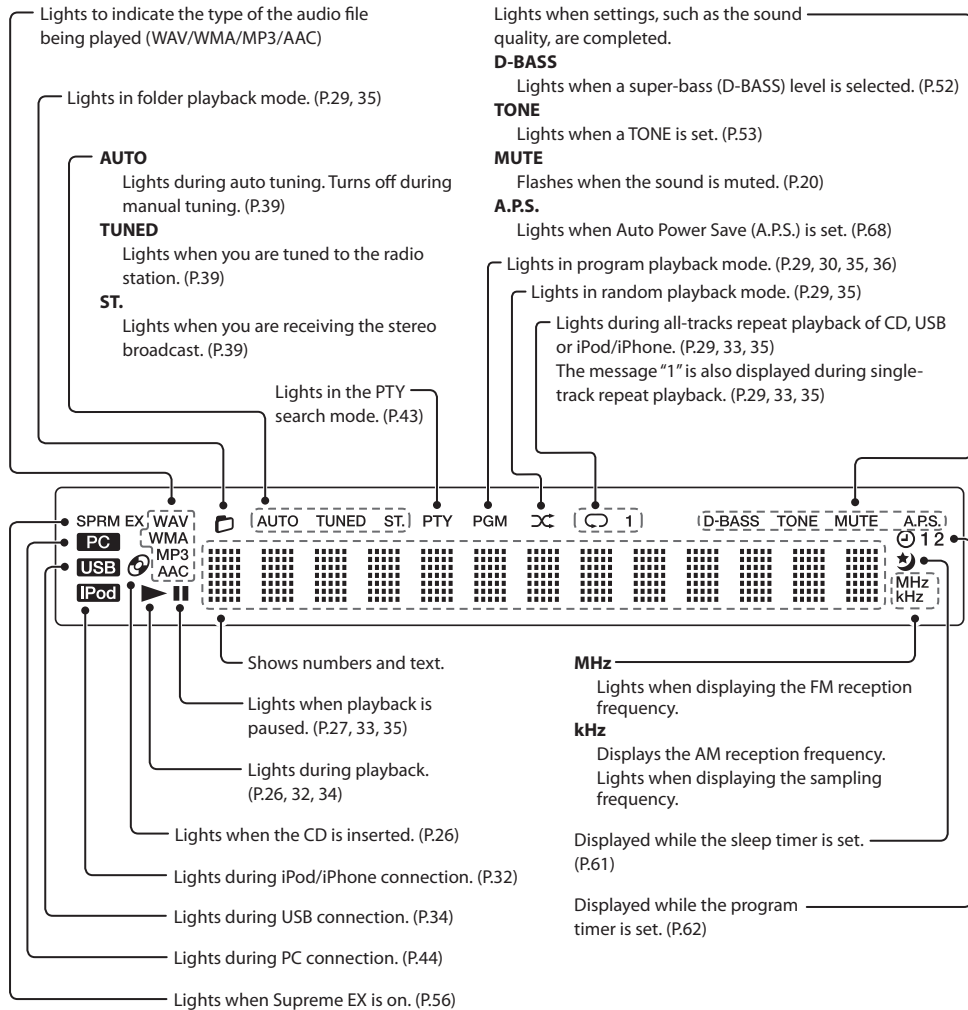 Lights to indicate the type of the audio file
being played (WAV/WMA/MP3/AAC)
Lights in folder playback mode. (P.29, 35)
AUTO
Lights during auto tuning. Turns off during
manual tuning. (P.39)
TUNED
Lights when you are tuned to the radio
station. (P.39)
ST.
Lights when you are receiving the stereo
broadcast. (P.39)
Lights in the PTY
search mode. (P.43)
Lights when settings, such as the sound
quality, are completed.
D-BASS
Lights when a super-bass (D-BASS) level is selected. (P.52)
TONE
Lights when a TONE is set. (P.53)
MUTE
Flashes when the sound is muted. (P.20)
A.P.S.
Lights when Auto Power Save (A.P.S.) is set. (P.68)
Lights in program playback mode. (P.29, 30, 35, 36)
Lights in random playback mode. (P.29, 35)
Lights during all-tracks repeat playback of CD, USB
or iPod/iPhone. (P.29, 33, 35)
The message "1" is also displayed during single-
track repeat playback. (P.29, 33, 35)
SPRM EX WAV AUTO TUNED ST. PTY PGM 1 D-BASS TONE MUTE A.P.S.
PC WMA 1 2
MP3
USB AAC
iPod MHz
kHz
Shows numbers and text.
Lights when playback is
paused. (P.27, 33, 35)
Lights during playback.
(P.26, 32, 34)
Lights when the CD is inserted. (P.26)
Lights during iPod/iPhone connection. (P.32)
Lights during USB connection. (P.34)
Lights during PC connection. (P.44)
Lights when Supreme EX is on. (P.56)
MHz
Lights when displaying the FM reception
frequency.
kHz
Displays the AM reception frequency.
Lights when displaying the sampling
frequency.
Displayed while the sleep timer is set.
(P.61)
Displayed while the program
timer is set. (P.62)